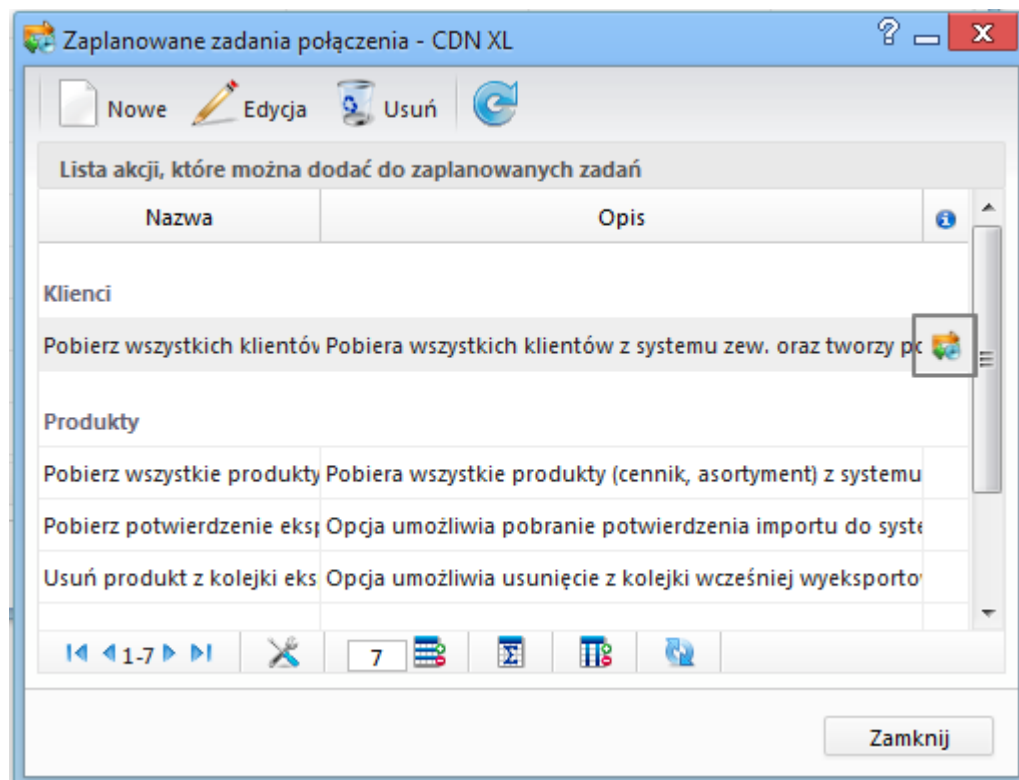 Zaplanowane zadania połączenia - CDN XL
Nowe Edycja Usuń
Lista akcji, które można dodać do zaplanowanych zadań
Nazwa Opis
Klienci
Pobierz wszystkich klientów Pobiera wszystkich klientów z systemu zew. oraz tworzy po
Produkty
Pobierz wszystkie produkty Pobiera wszystkie produkty (cennik, asortyment) z systemu
Pobierz potwierdzenie eksp Opcja umożliwia pobranie potwierdzenia importu do syste
Usuń produkt z kolejki eks Opcja umożliwia usunięcie z kolejki wcześniej wyeksporto
1-7 7
Zamknij